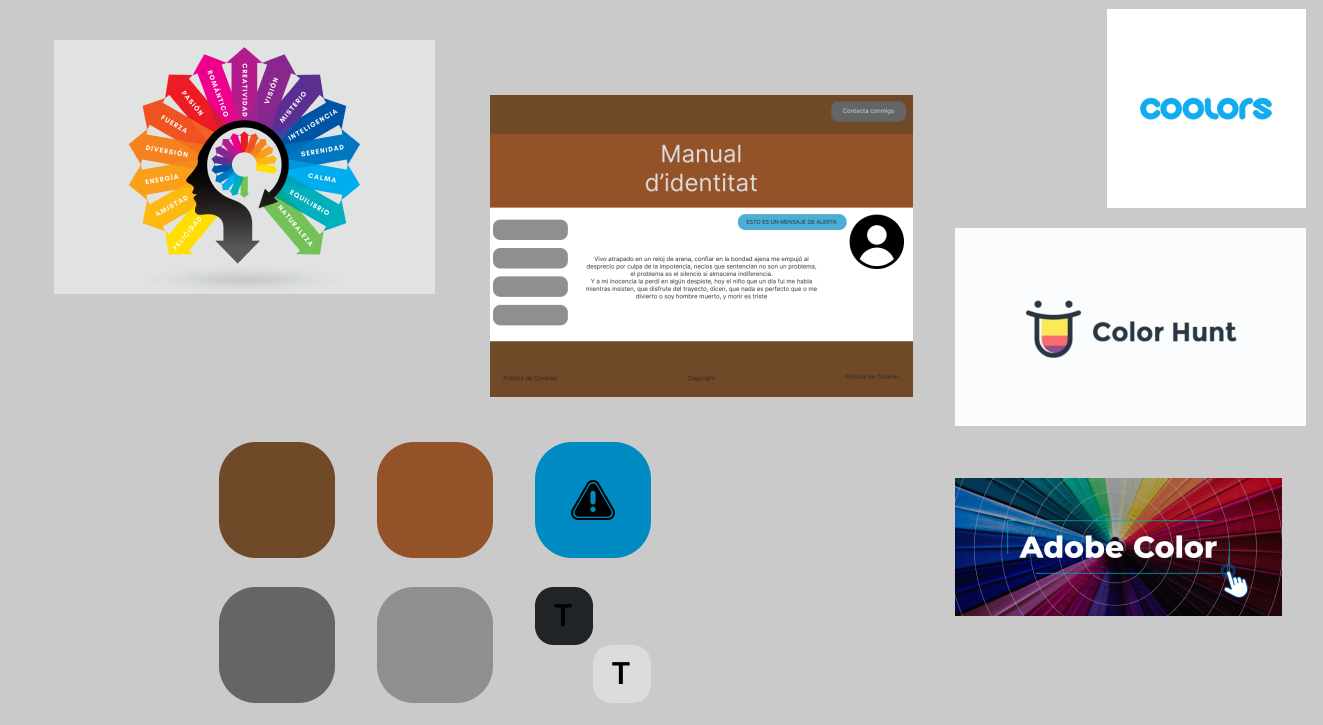 FELICIDAD
AMISTAD
ENERGÍA
DIVERSIÓN
FUERZA
PASIÓN
ROMÁNTICO
CREATIVIDAD
VISIÓN
MISTERIO
INTELIGENCIA
SERENIDAD
CALMA
EQUILIBRIO
NATURALEZA
Contacta conmigo
Manual
d’identitat
ESTO ES UN MENSAJE DE ALERTA
Vivo atrapado en un reloj de arena, confiar en la bondad ajena me empujó al
desprecio por culpa de la impotencia, necios que sentencian no son un problema,
el problema es el silencio si almacena indiferencia.
Y a mi inocencia la perdí en algún despiste, hoy el niño que un día fui me habla
mientras insisten, que disfrute del trayecto, dicen, que nada es perfecto que o me
divierto o soy hombre muerto, y morir es triste
Política de Cookies
Copyright
Política de Cookies
coolors
Color Hunt
Adobe Color
T
T